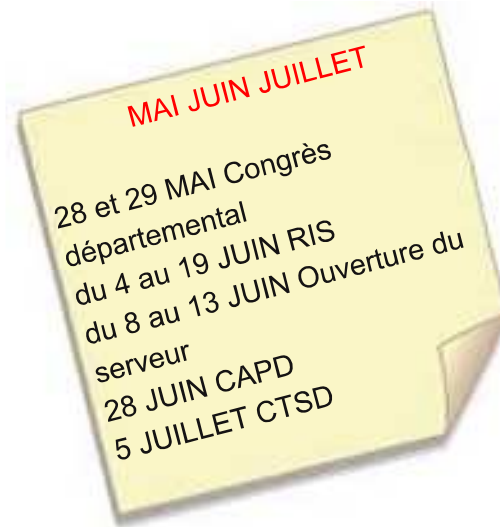 MAI JUIN JUILLET
28 et 29 MAI Congrès
départemental
du 4 au 19 JUIN RIS
du 8 au 13 JUIN Ouverture du
serveur
28 JUIN CAPD
5 JUILLET CTSD